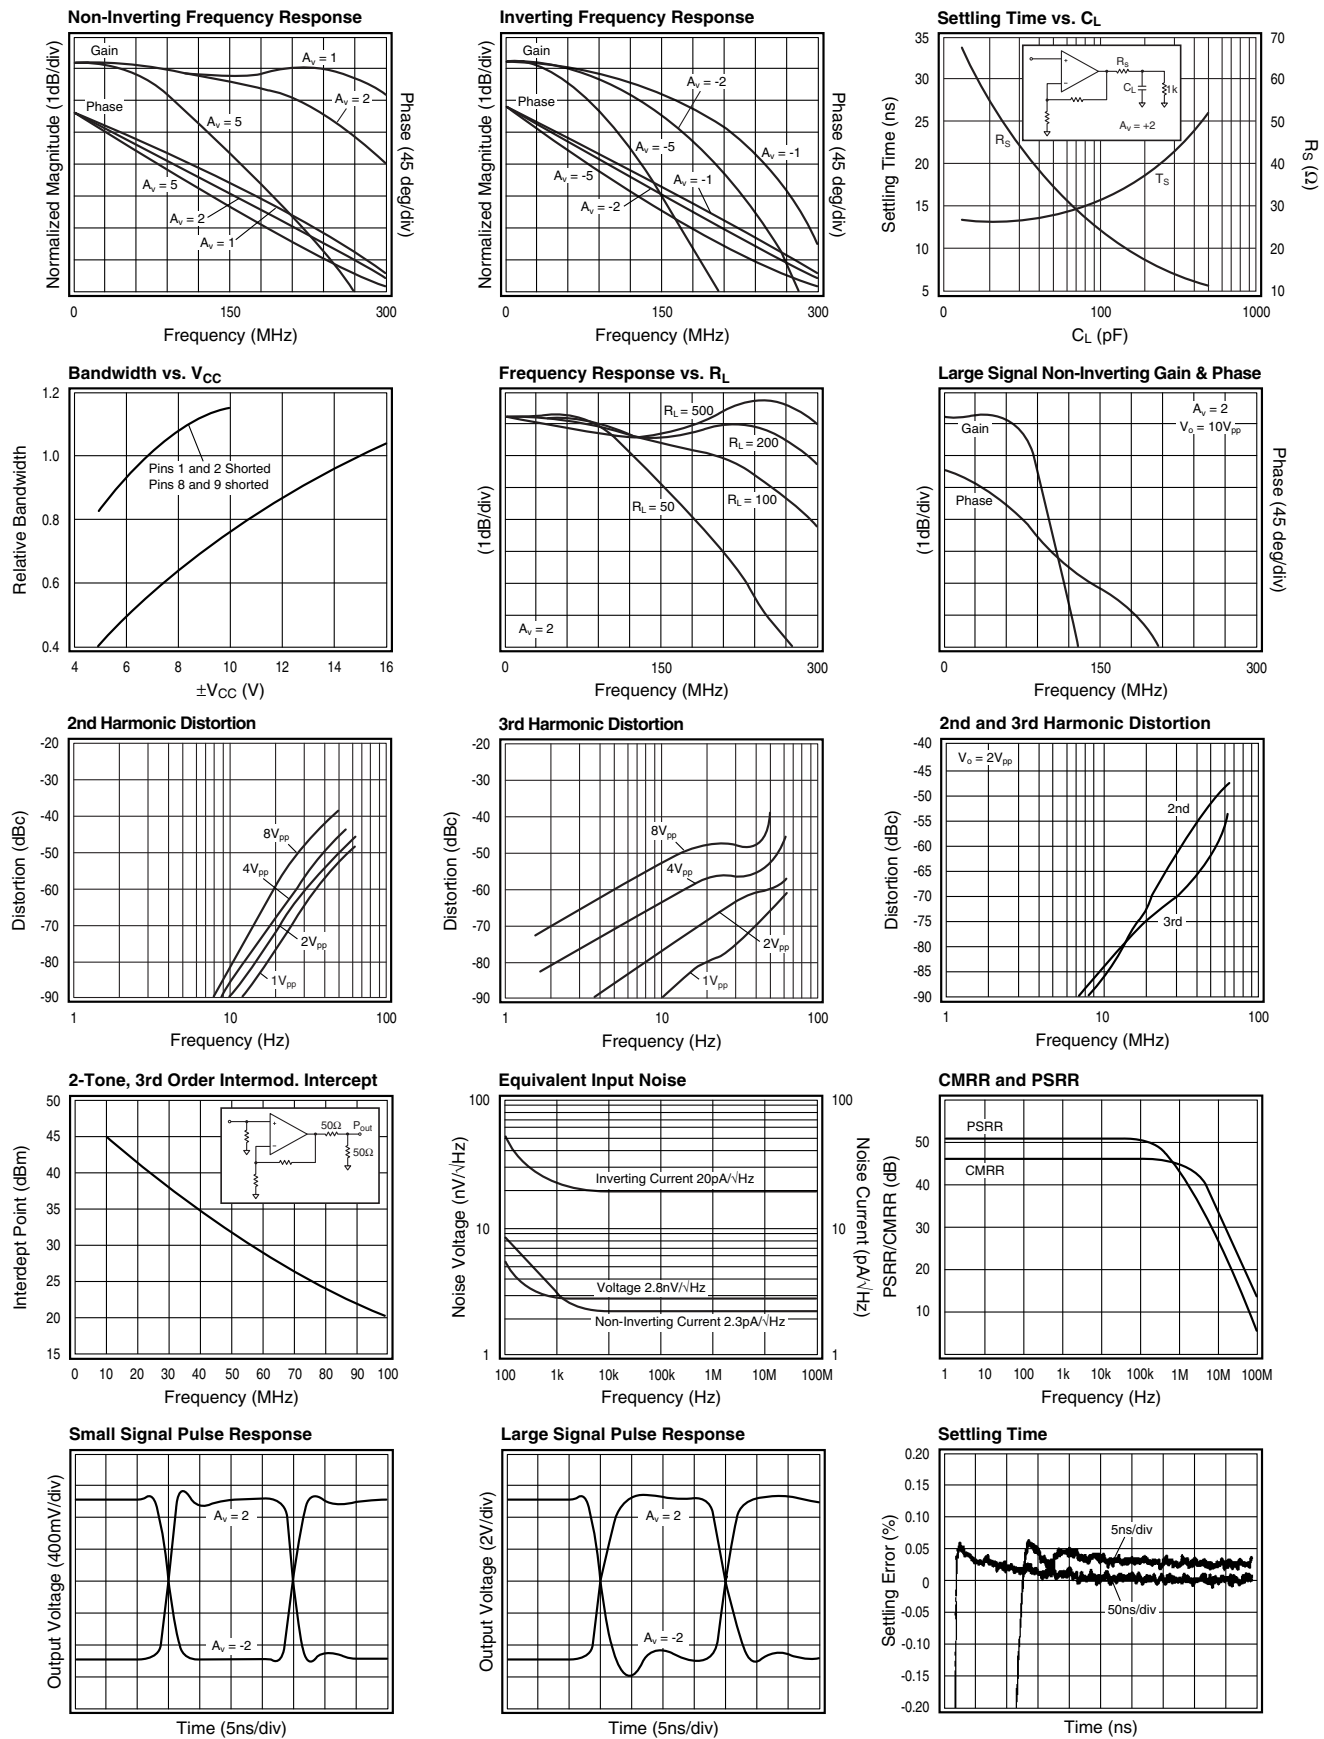 Non-Inverting Frequency Response
Normalized Magnitude (1dB/div)
Phase (45 deg/div)
Gain
Phase
Av = 1
Av = 2
Av = 5
Av = 5
Av = 2
Av = 1
0 150 300
Frequency (MHz)
Inverting Frequency Response
Normalized Magnitude (1dB/div)
Phase (45 deg/div)
Gain
Phase
Av = -2
Av = -5
Av = -1
Av = -5
Av = -1
Av = -2
0 150 300
Frequency (MHz)
Settling Time vs. CL
Settling Time (ns)
RS (Ω)
35 30 25 20 15 10 5
70 60 50 40 30 20 10
+
−
Rs
CL
1k
Av = +2
RS
TS
0 100 1000
CL (pF)
Bandwidth vs. VCC
Relative Bandwidth
1.2 1.0 0.8 0.6 0.4
Pins 1 and 2 Shorted
Pins 8 and 9 shorted
4 6 8 10 12 14 16
±VCC (V)
Frequency Response vs. RL
(1dB/div)
RL = 500
RL = 200
RL = 100
RL = 50
Av = 2
0 150 300
Frequency (MHz)
Large Signal Non-Inverting Gain & Phase
(1dB/div)
Phase (45 deg/div)
Av = 2
Vo = 10Vpp
Gain
Phase
0 150 300
Frequency (MHz)
2nd Harmonic Distortion
Distortion (dBc)
-20 -30 -40 -50 -60 -70 -80 -90
8Vpp
4Vpp
2Vpp
1Vpp
1 10 100
Frequency (Hz)
3rd Harmonic Distortion
Distortion (dBc)
-20 -30 -40 -50 -60 -70 -80 -90
8Vpp
4Vpp
2Vpp
1Vpp
1 10 100
Frequency (Hz)
2nd and 3rd Harmonic Distortion
Distortion (dBc)
-40 -45 -50 -55 -60 -65 -70 -75 -80 -85 -90
Vo = 2Vpp
2nd
3rd
1 10 100
Frequency (MHz)
2-Tone, 3rd Order Intermod. Intercept
Interdept Point (dBm)
50 45 40 35 30 25 20 15
+
−
50Ω Pout
50Ω
0 10 20 30 40 50 60 70 80 90 100
Frequency (MHz)
Equivalent Input Noise
Noise Voltage (nV/√Hz)
Noise Current (pA/√Hz)
100 10 1
100 10 1
Inverting Current 20pA/√Hz
Voltage 2.8nV/√Hz
Non-Inverting Current 2.3pA/√Hz
100 1k 10k 100k 1M 10M 100M
Frequency (Hz)
CMRR and PSRR
PSRR/CMRR (dB)
50 40 30 20 10
PSRR
CMRR
1 10 100 1k 10k 100k 1M 10M 100M
Frequency (Hz)
Small Signal Pulse Response
Output Voltage (400mV/div)
Av = 2
Av = -2
Time (5ns/div)
Large Signal Pulse Response
Output Voltage (2V/div)
Av = 2
Av = -2
Time (5ns/div)
Settling Time
Settling Error (%)
0.20 0.15 0.10 0.05 0 -0.05 -0.10 -0.15 -0.20
5ns/div
50ns/div
Time (ns)